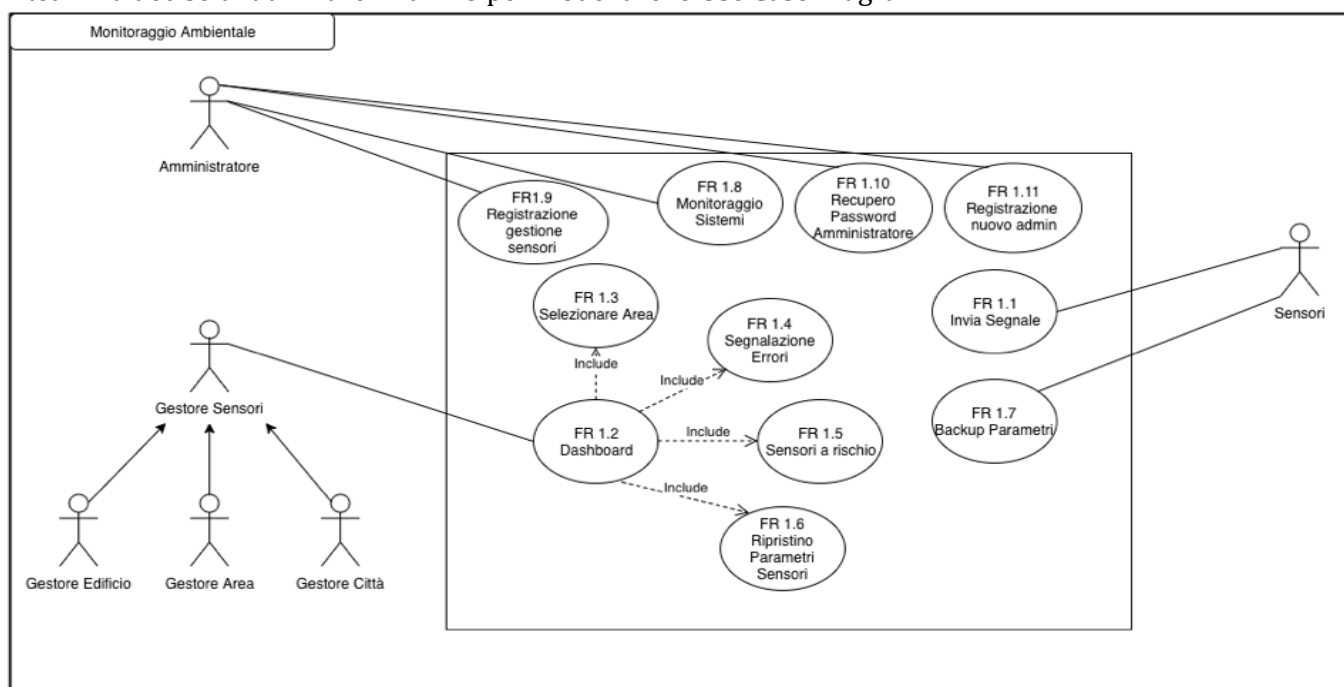 Monitoraggio Ambientale
Amministratore
FR1.9
Registrazione
gestione
sensori
FR 1.8
Monitoraggio
Sistemi
FR 1.10
Recupero
Password
Amministratore
FR 1.11
Registrazione
nuovo admin
FR 1.3
Selezionare Area
FR 1.4
Segnalazione
Errori
FR 1.1
Invia Segnale
Sensori
Include
Include
Gestore Sensori
FR 1.2
Dashboard
Include
FR 1.5
Sensori a rischio
FR 1.7
Backup Parametri
Include
FR 1.6
Ripristino
Parametri
Sensori
Gestore Edificio
Gestore Area
Gestore Città